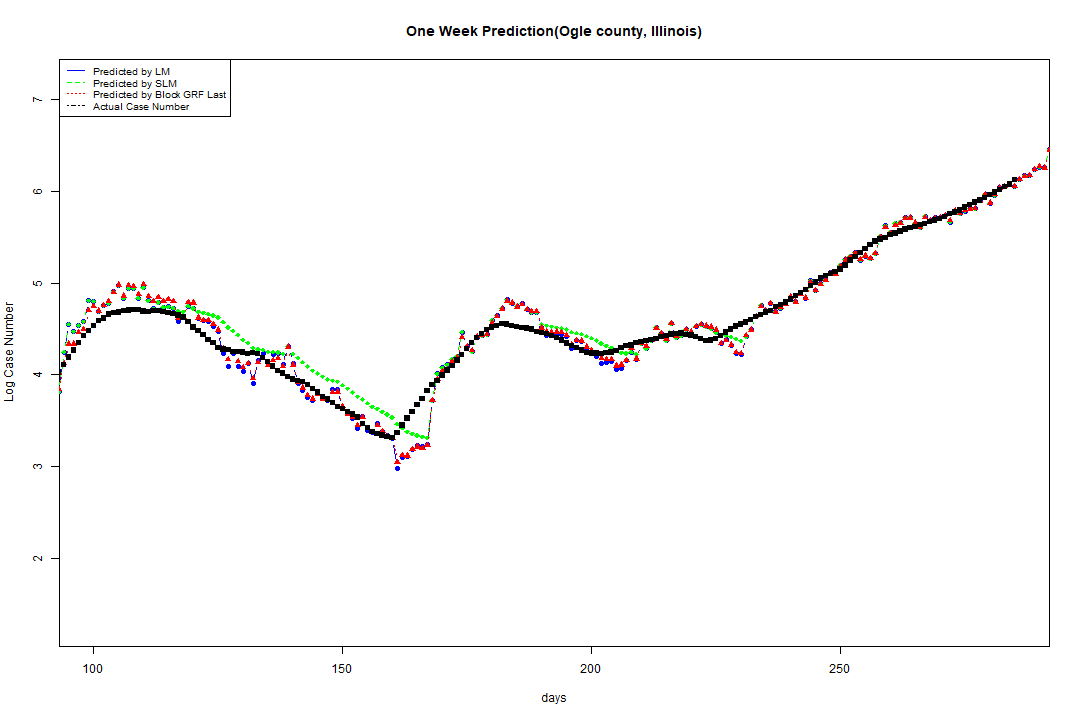 One Week Prediction(Ogle county, Illinois)
Predicted by LM
Predicted by SLM
Predicted by Block GRF Last
Actual Case Number
7
6
5
4
3
2
Log Case Number
100 150 200 250
days